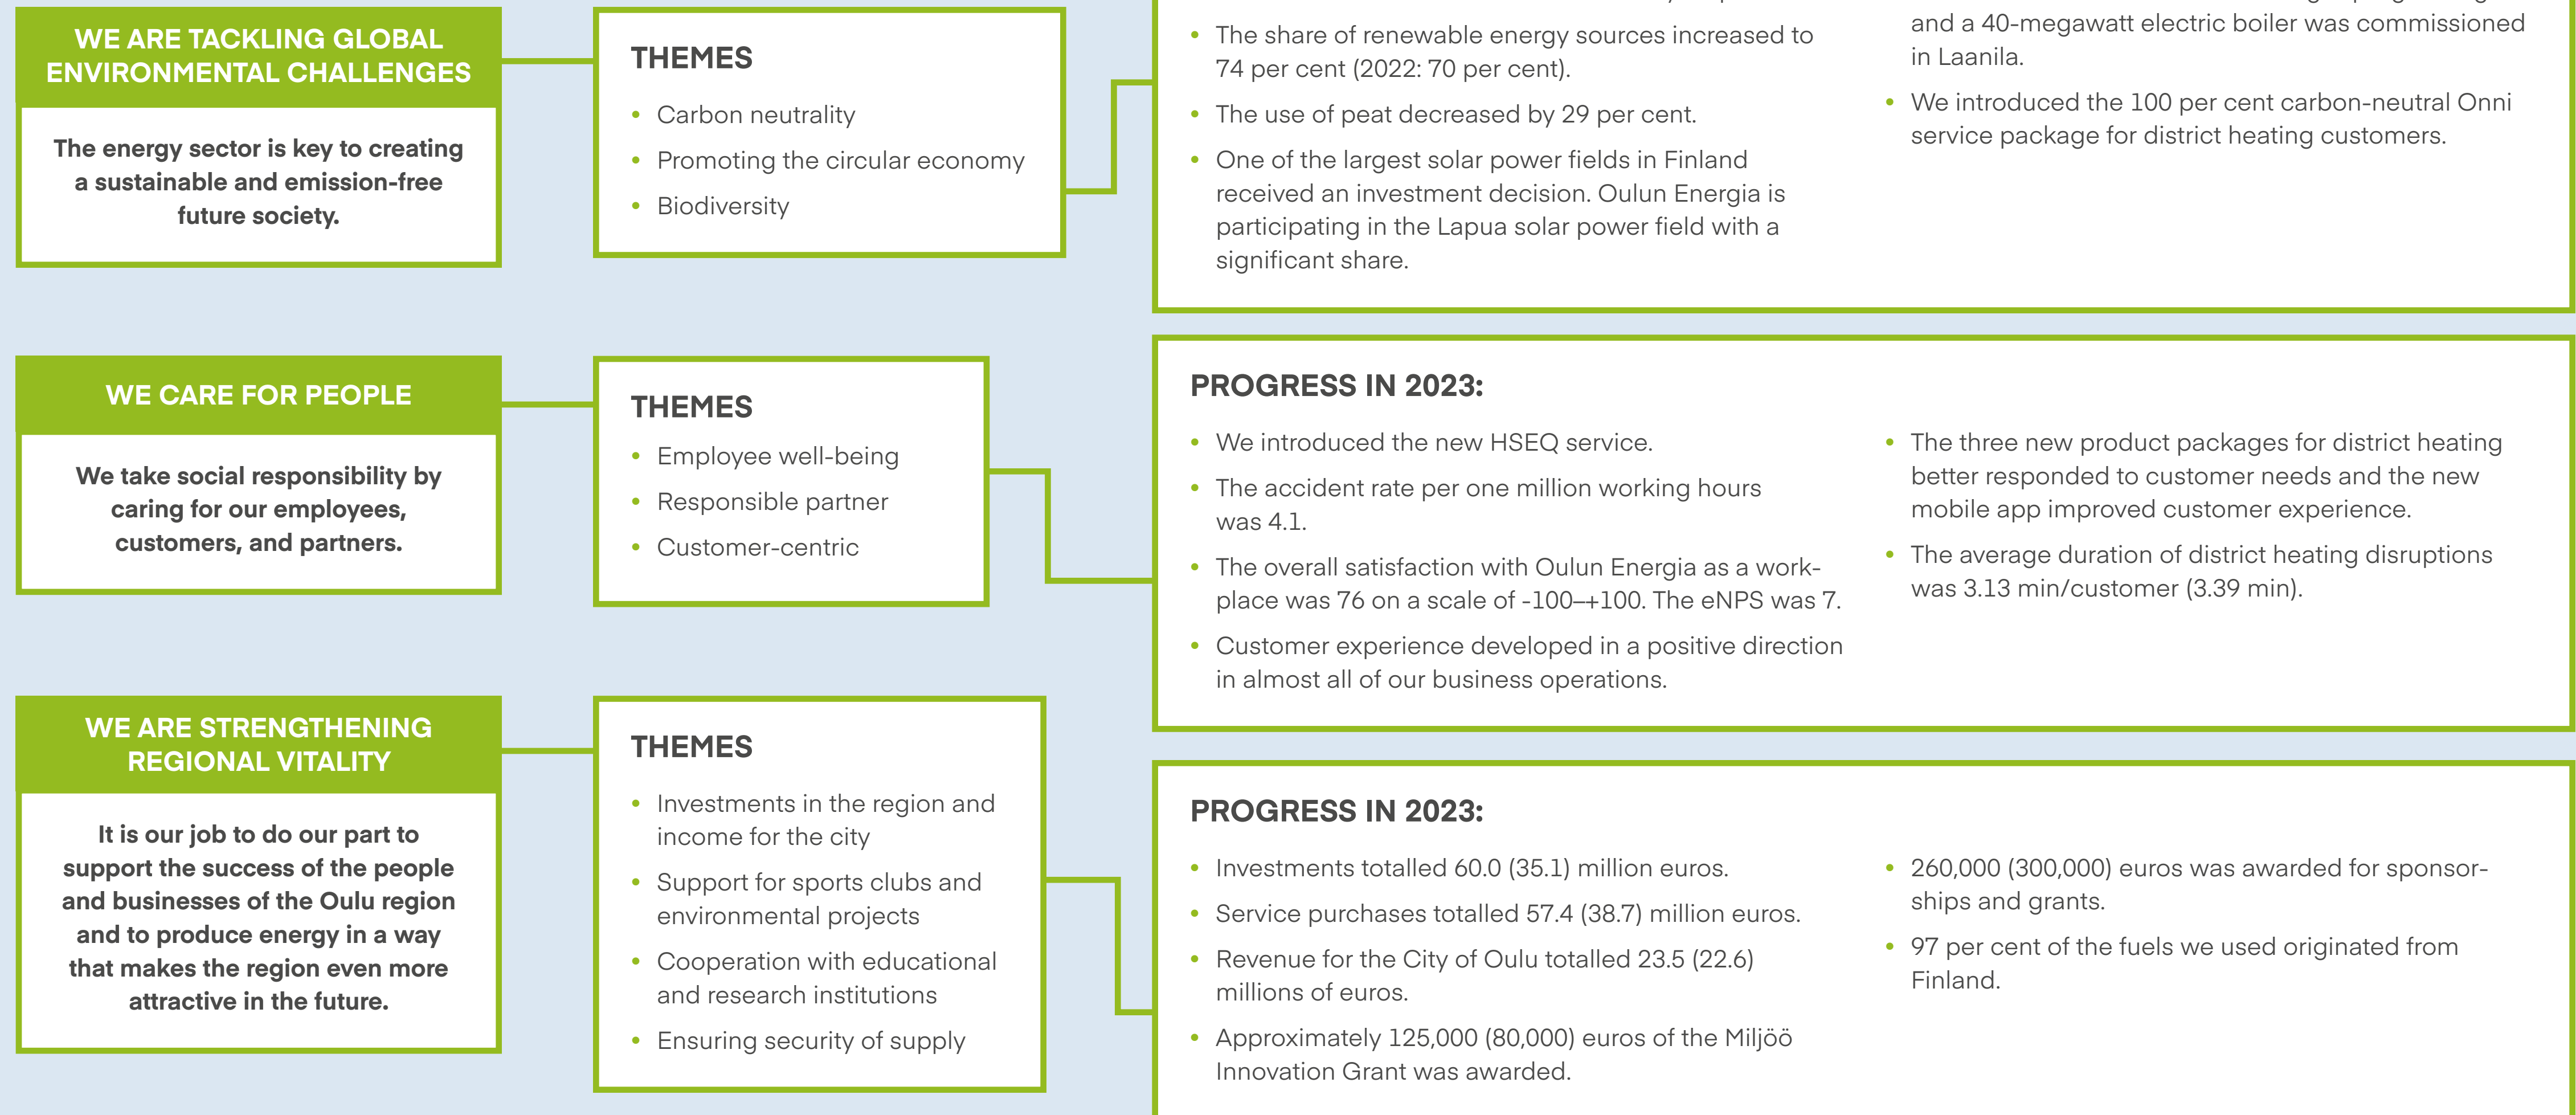 WE ARE TACKLING GLOBAL
ENVIRONMENTAL CHALLENGES
The energy sector is key to creating
a sustainable and emission-free
future society.
THEMES
• Carbon neutrality
• Promoting the circular economy
• Biodiversity
• The share of renewable energy sources increased to
74 per cent (2022: 70 per cent).
• The use of peat decreased by 29 per cent.
• One of the largest solar power fields in Finland
received an investment decision. Oulun Energia is
participating in the Lapua solar power field with a
significant share.
and a 40-megawatt electric boiler was commissioned
in Laanila.
• We introduced the 100 per cent carbon-neutral Onni
service package for district heating customers.
WE CARE FOR PEOPLE
We take social responsibility by
caring for our employees,
customers, and partners.
THEMES
• Employee well-being
• Responsible partner
• Customer-centric
PROGRESS IN 2023:
• We introduced the new HSEQ service.
• The accident rate per one million working hours
was 4.1.
• The overall satisfaction with Oulun Energia as a work-
place was 76 on a scale of -100–+100. The eNPS was 7.
• Customer experience developed in a positive direction
in almost all of our business operations.
• The three new product packages for district heating
better responded to customer needs and the new
mobile app improved customer experience.
• The average duration of district heating disruptions
was 3.13 min/customer (3.39 min).
WE ARE STRENGTHENING
REGIONAL VITALITY
It is our job to do our part to
support the success of the people
and businesses of the Oulu region
and to produce energy in a way
that makes the region even more
attractive in the future.
THEMES
• Investments in the region and
income for the city
• Support for sports clubs and
environmental projects
• Cooperation with educational
and research institutions
• Ensuring security of supply
PROGRESS IN 2023:
• Investments totalled 60.0 (35.1) million euros.
• Service purchases totalled 57.4 (38.7) million euros.
• Revenue for the City of Oulu totalled 23.5 (22.6)
millions of euros.
• Approximately 125,000 (80,000) euros of the Miljöö
Innovation Grant was awarded.
• 260,000 (300,000) euros was awarded for sponsor-
ships and grants.
• 97 per cent of the fuels we used originated from
Finland.